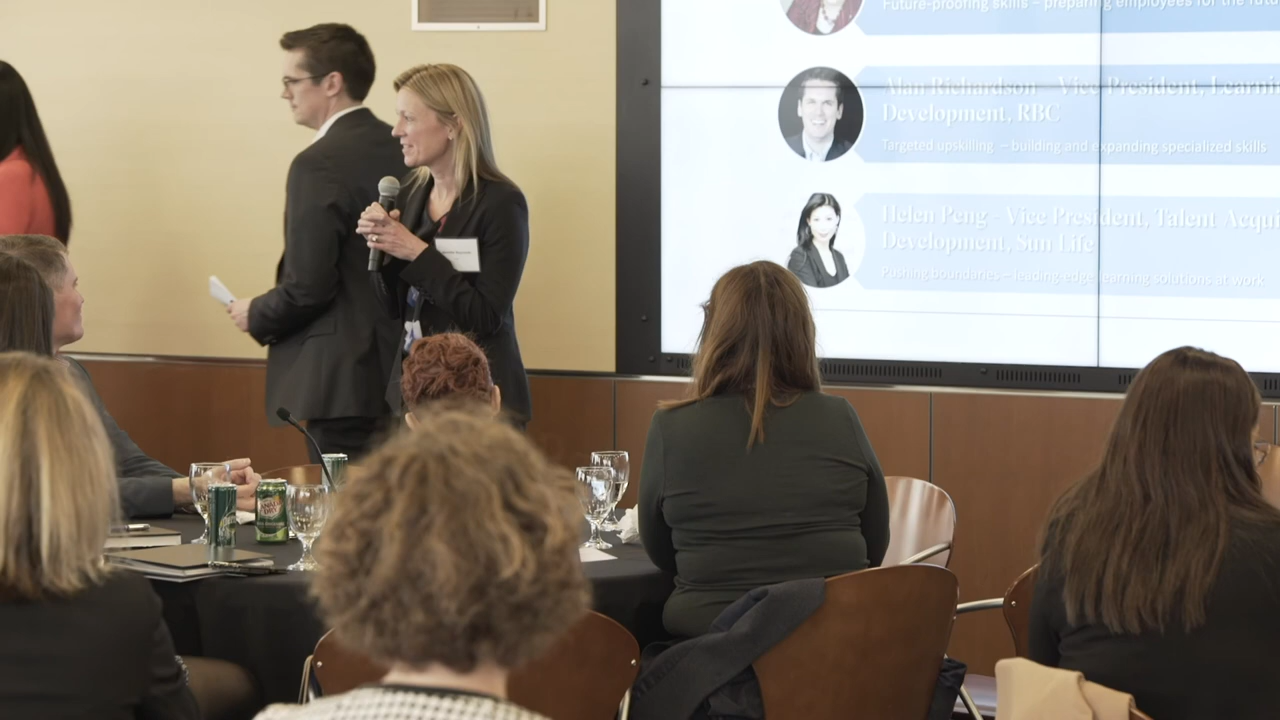 Future-proofing skills – preparing employees for the futu
Alan Richardson – Vice President, Learni
Development, RBC
Targeted upskilling – building and expanding specialized skills
Helen Peng - Vice President, Talent Acqui
Development, Sun Life
Pushing boundaries – leading-edge learning solutions at work